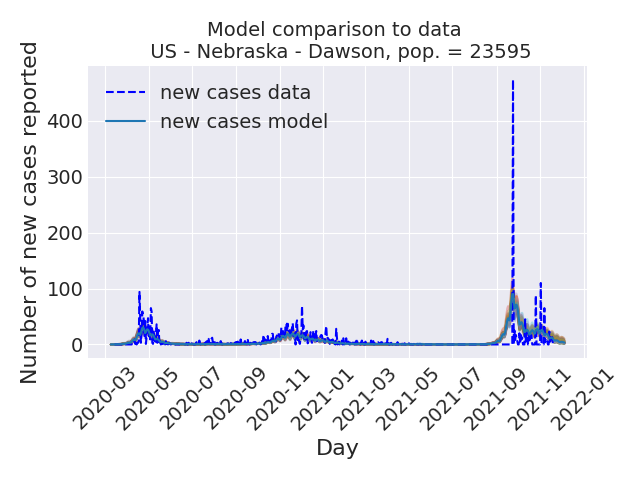 Model comparison to data
US - Nebraska - Dawson, pop. = 23595
new cases data
new cases model
Number of new cases reported
400
300
200
100
0
2020-03
2020-05
2020-07
2020-09
2020-11
2021-01
2021-03
2021-05
2021-07
2021-09
2021-11
2022-01
Day